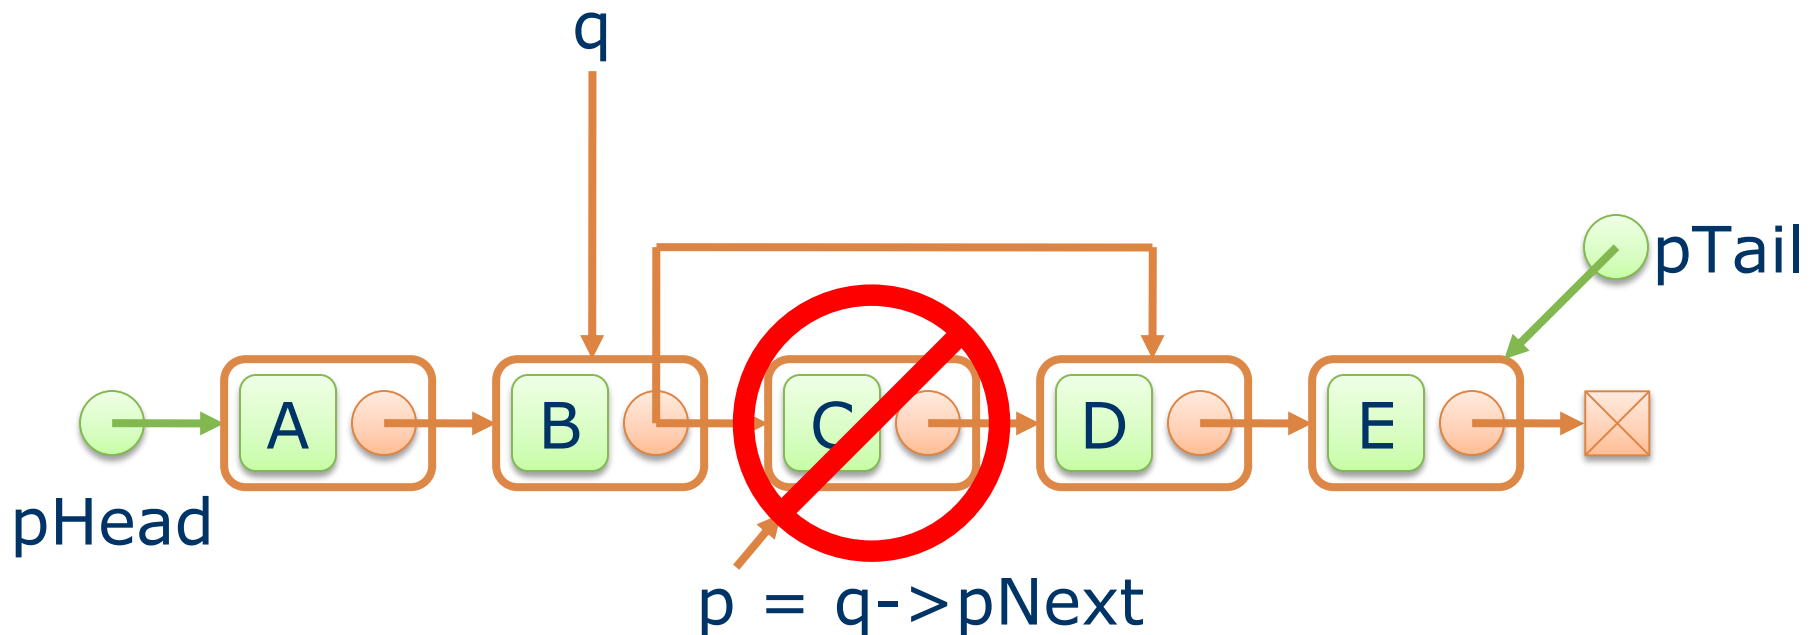 q
pTail
A B C D E
pHead
p = q->pNext